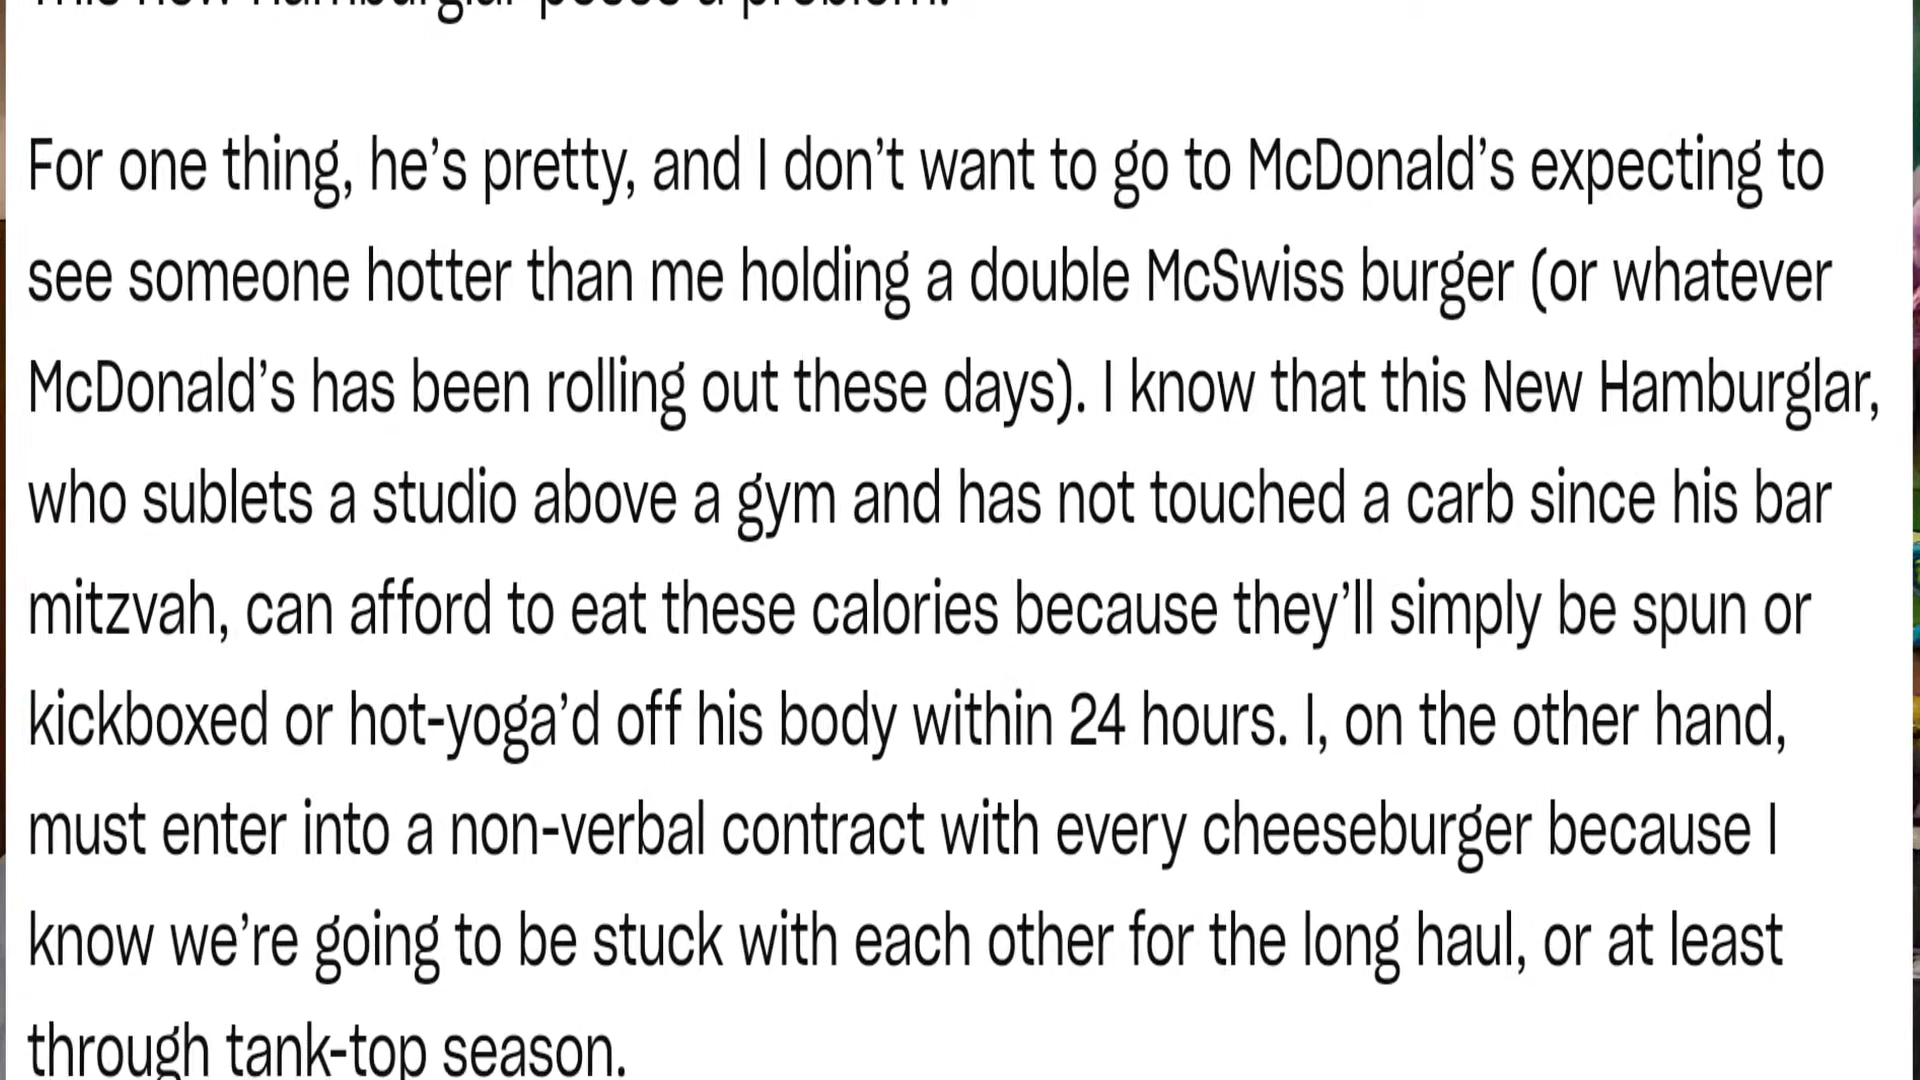 This new Hamburglar poses a problem.
For one thing, he’s pretty, and I don’t want to go to McDonald’s expecting to
see someone hotter than me holding a double McSwiss burger (or whatever
McDonald’s has been rolling out these days). I know that this New Hamburglar,
who sublets a studio above a gym and has not touched a carb since his bar
mitzvah, can afford to eat these calories because they’ll simply be spun or
kickboxed or hot-yoga’d off his body within 24 hours. I, on the other hand,
must enter into a non-verbal contract with every cheeseburger because I
know we’re going to be stuck with each other for the long haul, or at least
through tank-top season.